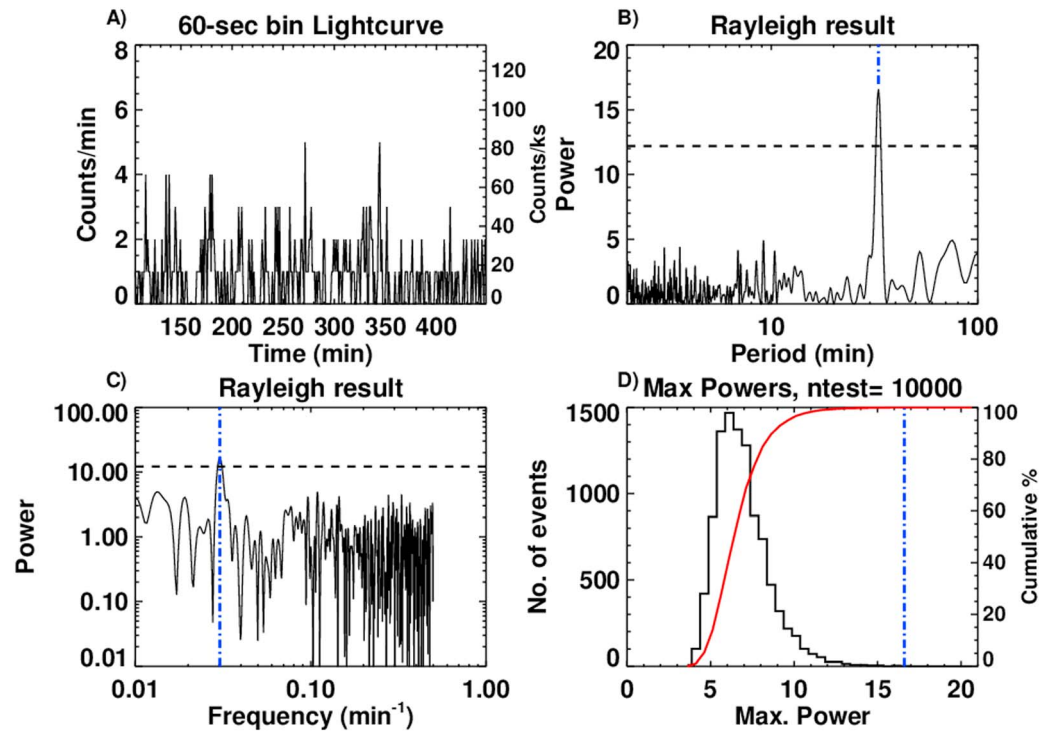 A)
60-sec bin Lightcurve
8
6
4
2
0
Counts/min
120
100
80
60
40
20
0
Counts/ks
150 200 250 300 350 400
Time (min)
B)
Rayleigh result
20
15
10
5
0
Power
10 100
Period (min)
C)
Rayleigh result
100.00
10.00
1.00
0.10
0.01
Power
0.01 0.10 1.00
Frequency (min-1)
D)
Max Powers, ntest= 10000
1500
1000
500
0
No. of events
100
80
60
40
20
0
Cumulative %
0 5 10 15 20
Max. Power